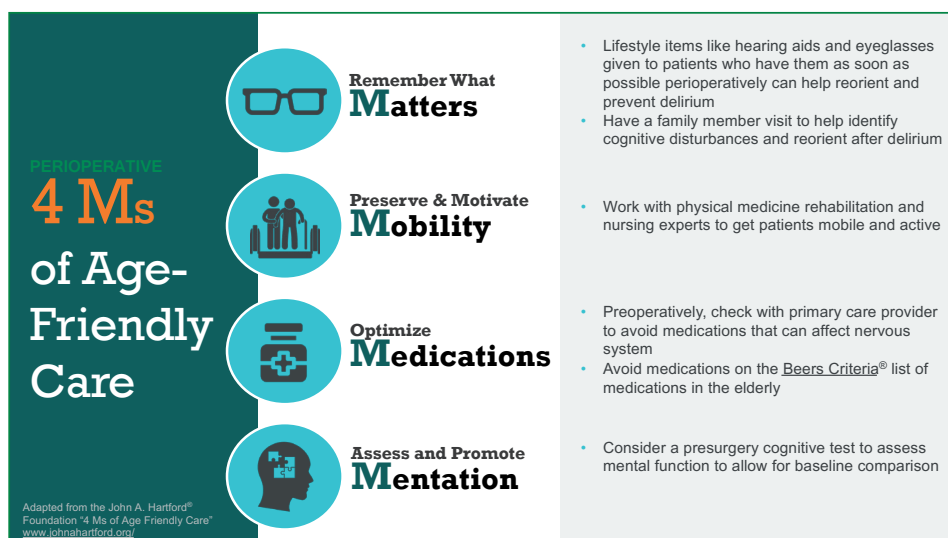 PERIOPERATIVE
4 Ms
of Age-
Friendly
Care
Adapted from the John A. Hartford®
Foundation “4 Ms of Age Friendly Care”
www.johnahartford.org/
Remember What
Matters
• Lifestyle items like hearing aids and eyeglasses
given to patients who have them as soon as
possible perioperatively can help reorient and
prevent delirium
• Have a family member visit to help identify
cognitive disturbances and reorient after delirium
Preserve & Motivate
Mobility
• Work with physical medicine rehabilitation and
nursing experts to get patients mobile and active
Optimize
Medications
• Preoperatively, check with primary care provider
to avoid medications that can affect nervous
system
• Avoid medications on the Beers Criteria® list of
medications in the elderly
Assess and Promote
Mentation
• Consider a presurgery cognitive test to assess
mental function to allow for baseline comparison